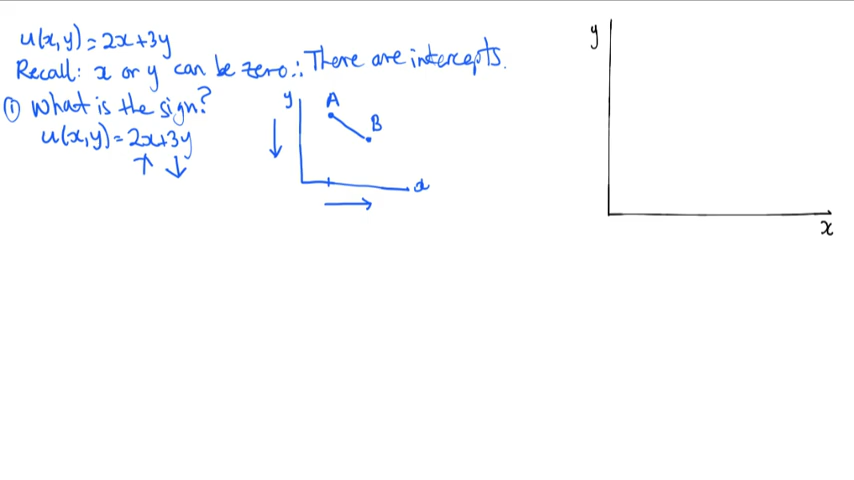 u(x,y)=2x+3y
Recall: x or y can be zero ∴ There are intercepts.
① What is the sign?
u(x,y)=2x+3y
↑ ↓
y
A
B
x
y
x